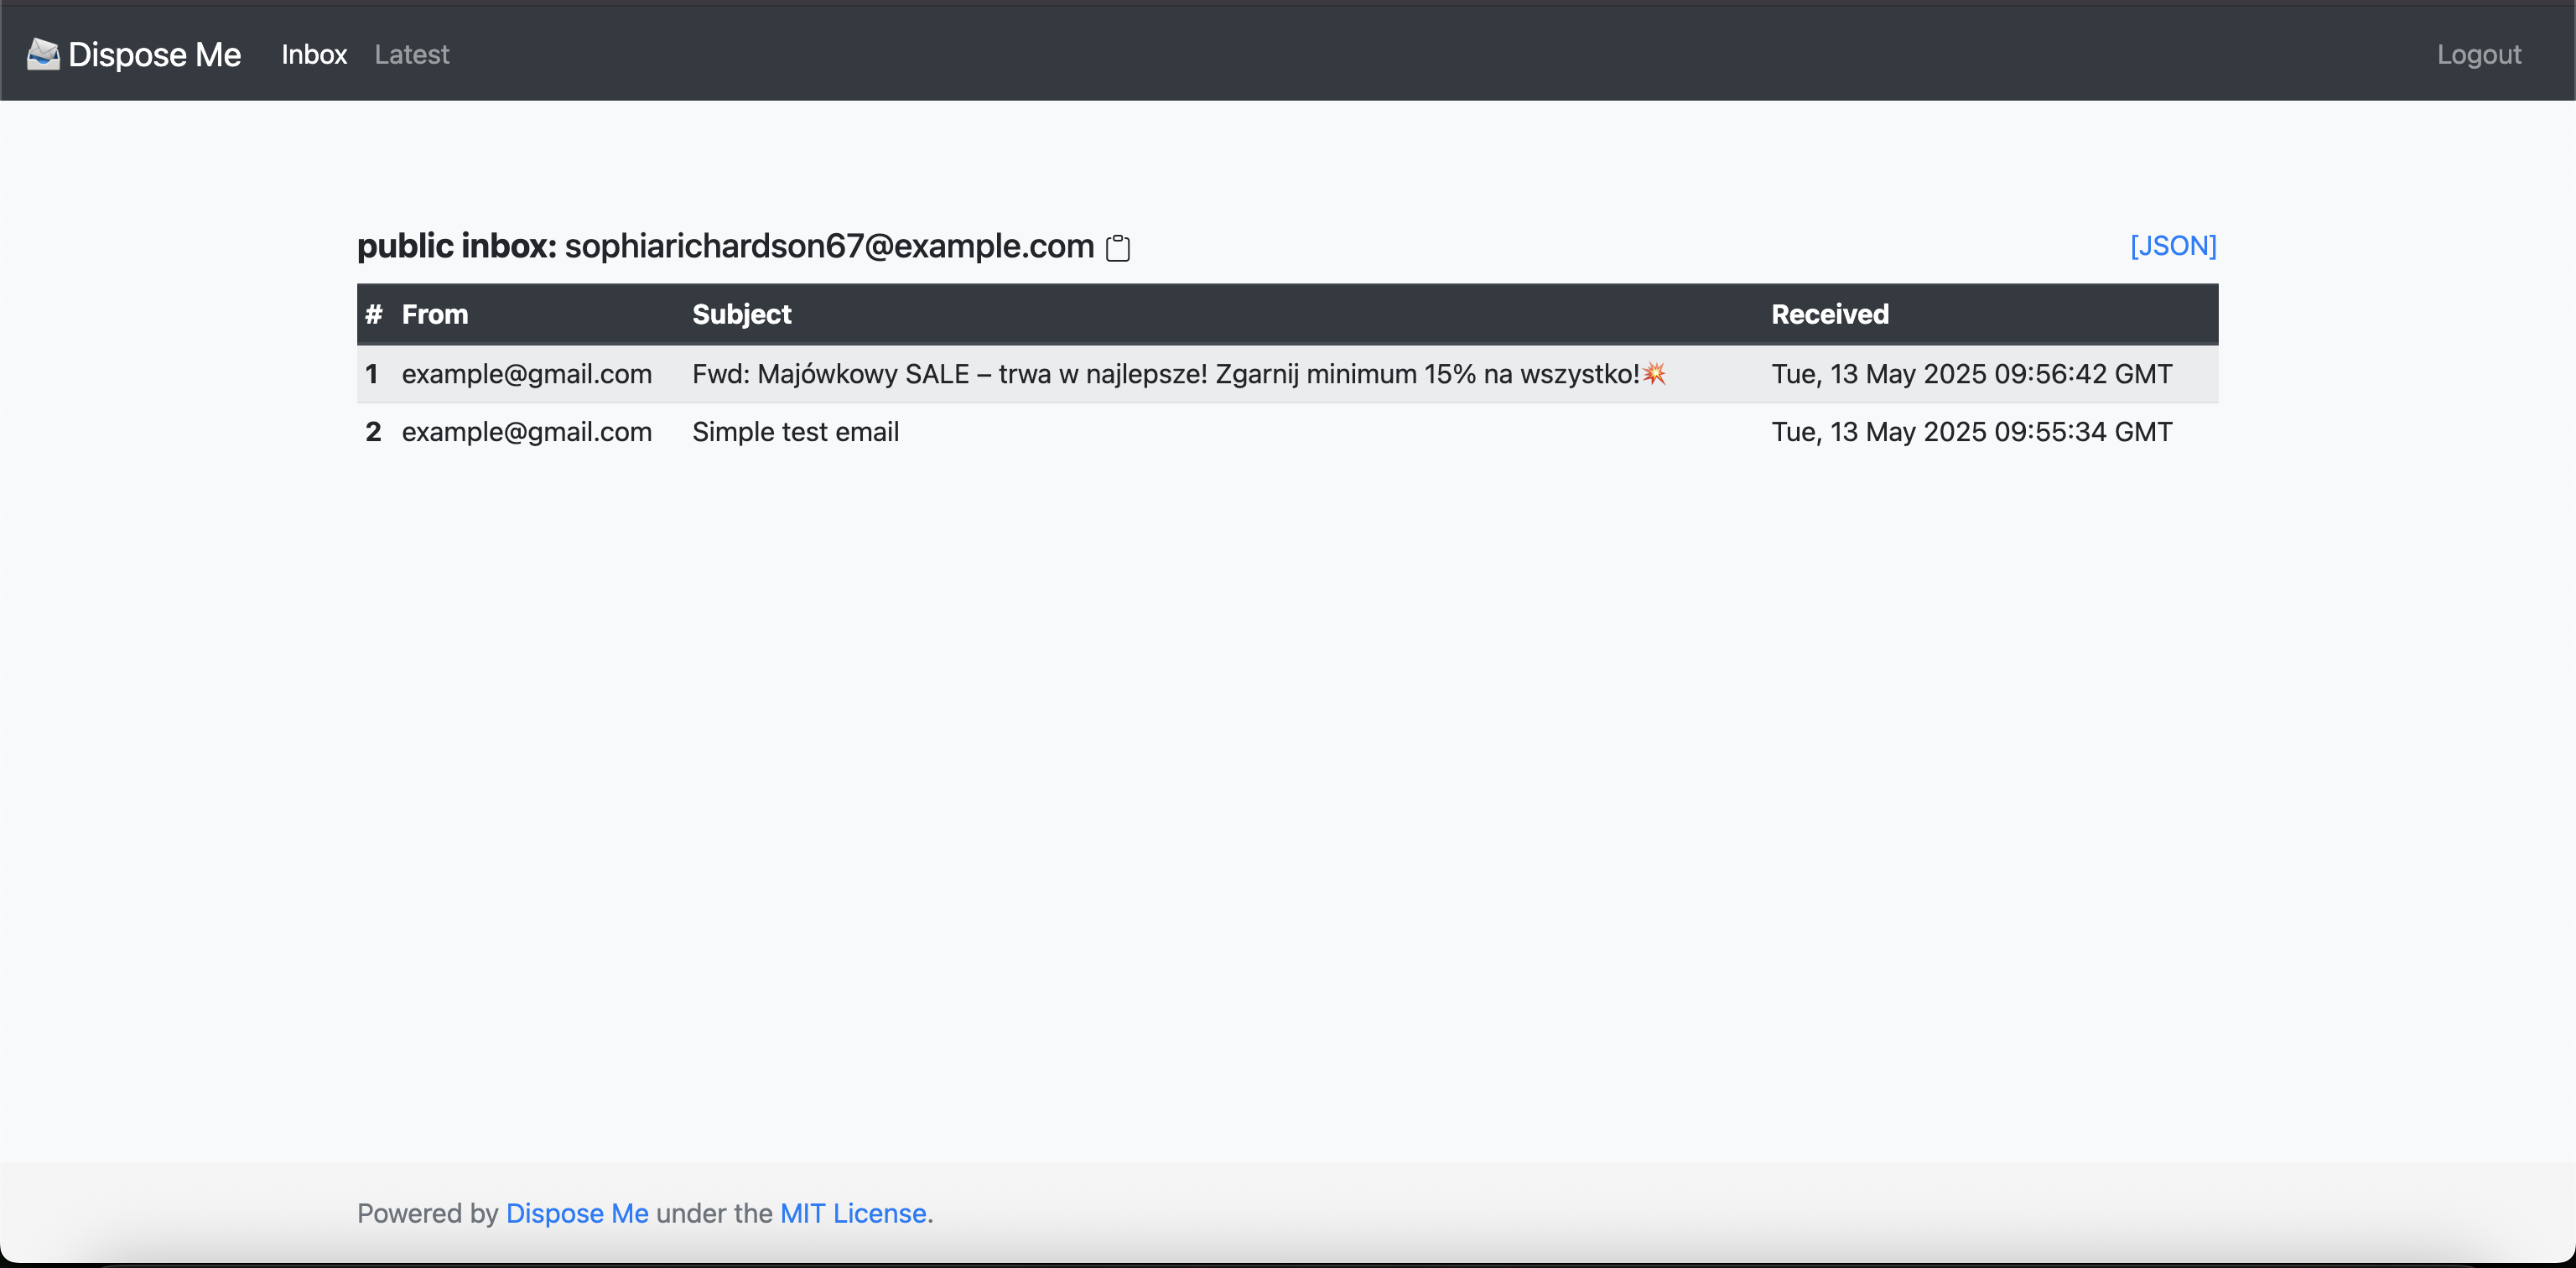 Dispose Me Inbox Latest Logout
public inbox: sophiarichardson67@example.com [JSON]
# From Subject Received
1 example@gmail.com Fwd: Majówkowy SALE – trwa w najlepsze! Zgarnij minimum 15% na wszystko!💥 Tue, 13 May 2025 09:56:42 GMT
2 example@gmail.com Simple test email Tue, 13 May 2025 09:55:34 GMT
Powered by Dispose Me under the MIT License.